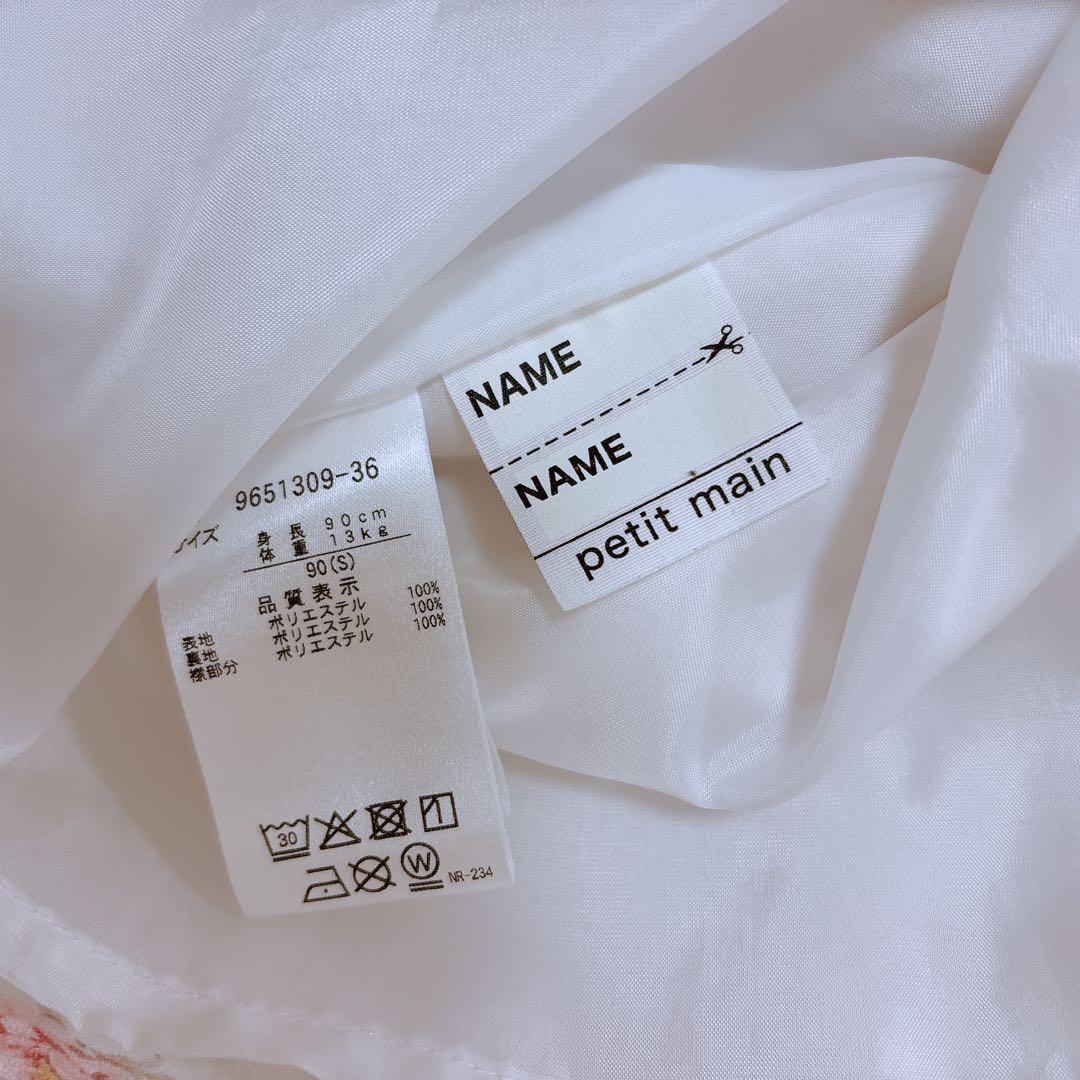 9651309-36
サイズ
身長 90cm
体重 13kg
90(S)
品質表示
表地 ポリエステル 100%
裏地 ポリエステル 100%
襟部分 ポリエステル 100%
30
1
W
NR-234
NAME
NAME
petit main